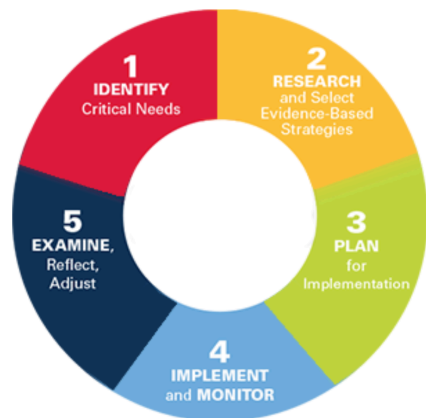 1
IDENTIFY
Critical Needs
2
RESEARCH
and Select
Evidence-Based
Strategies
3
PLAN
for
Implementation
4
IMPLEMENT
and MONITOR
5
EXAMINE,
Reflect,
Adjust